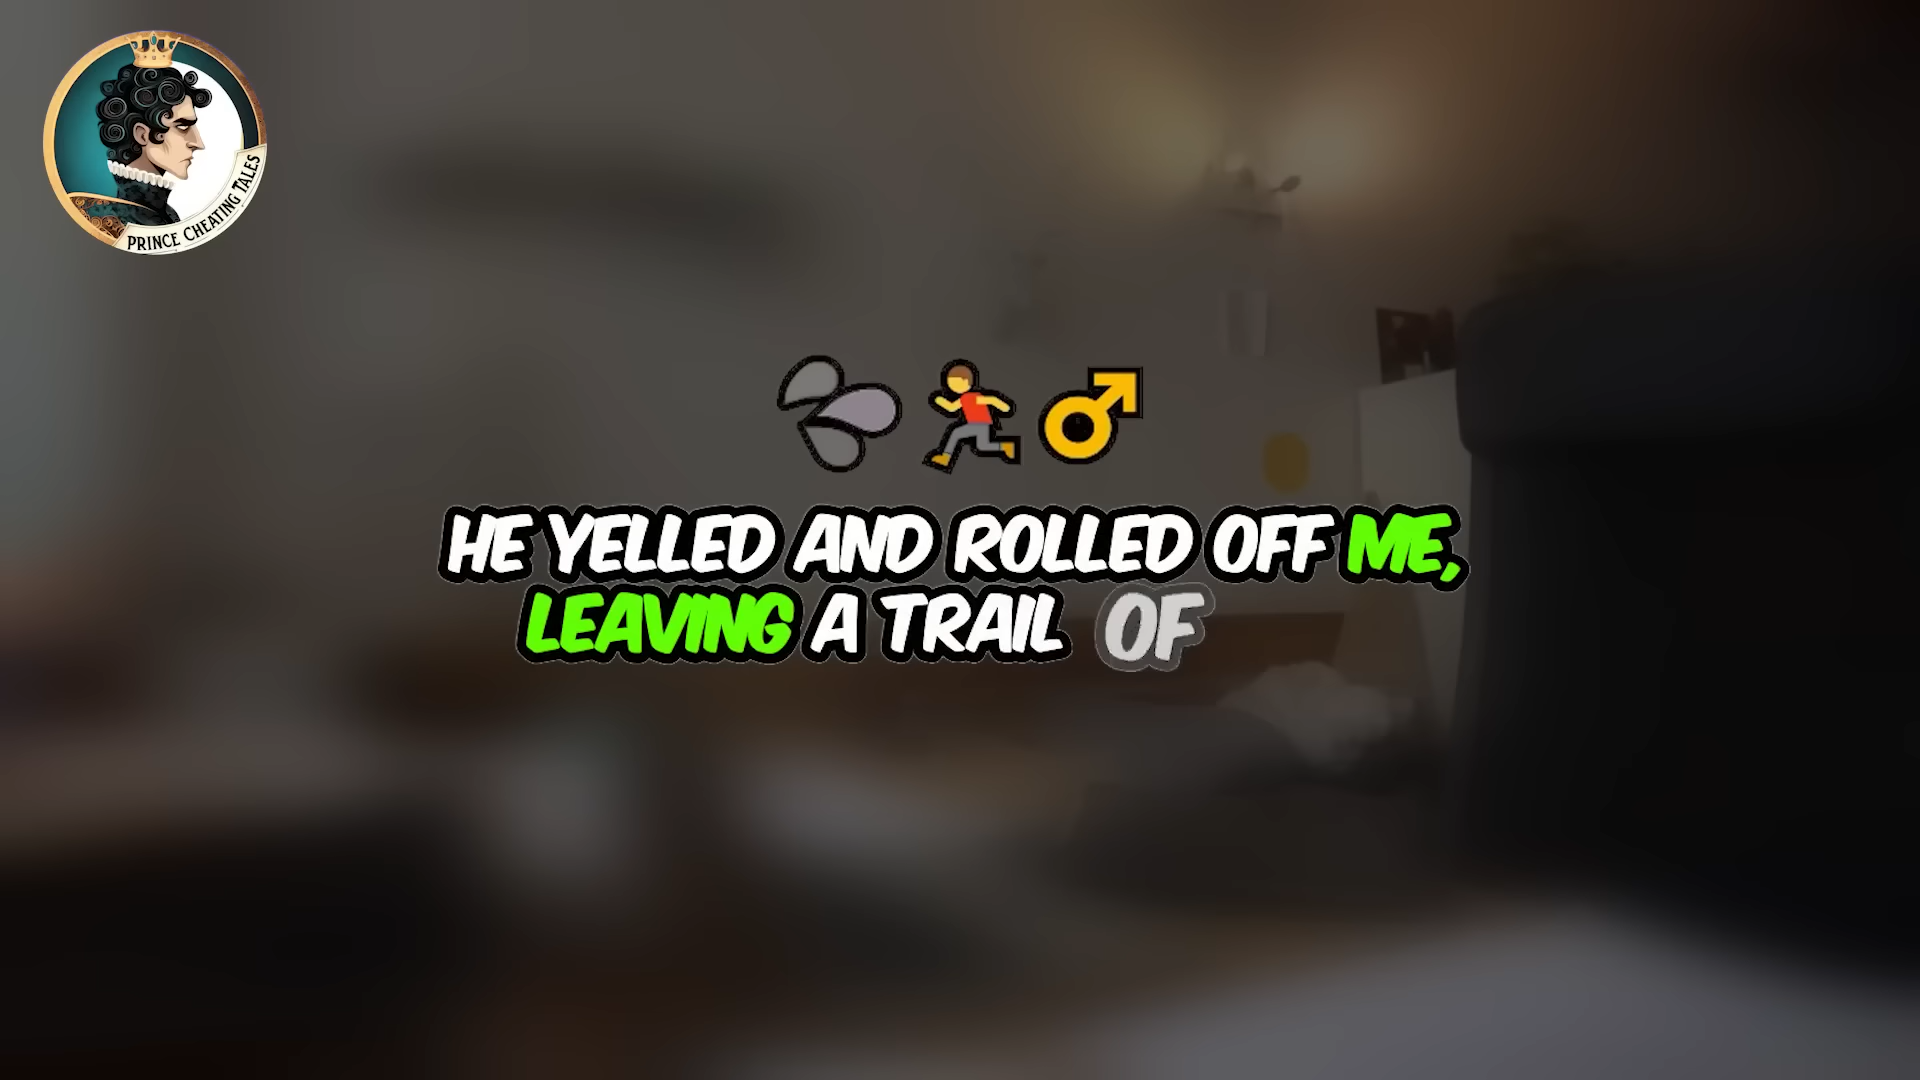 PRINCE CHEATING TALES
HE YELLED AND ROLLED OFF ME,
LEAVING A TRAIL OF